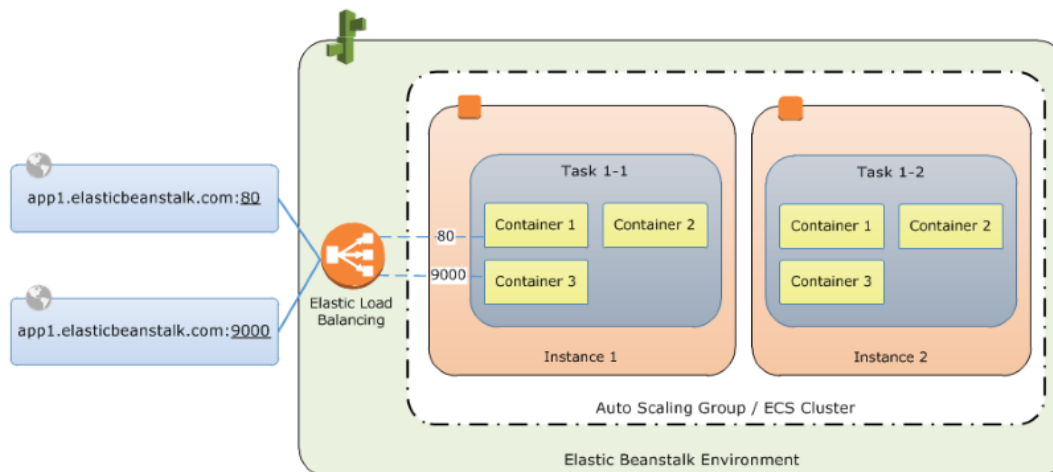 app1.elasticbeanstalk.com:80
app1.elasticbeanstalk.com:9000
Elastic Load
Balancing
80
9000
Task 1-1
Container 1
Container 2
Container 3
Instance 1
Task 1-2
Container 1
Container 2
Container 3
Instance 2
Auto Scaling Group / ECS Cluster
Elastic Beanstalk Environment